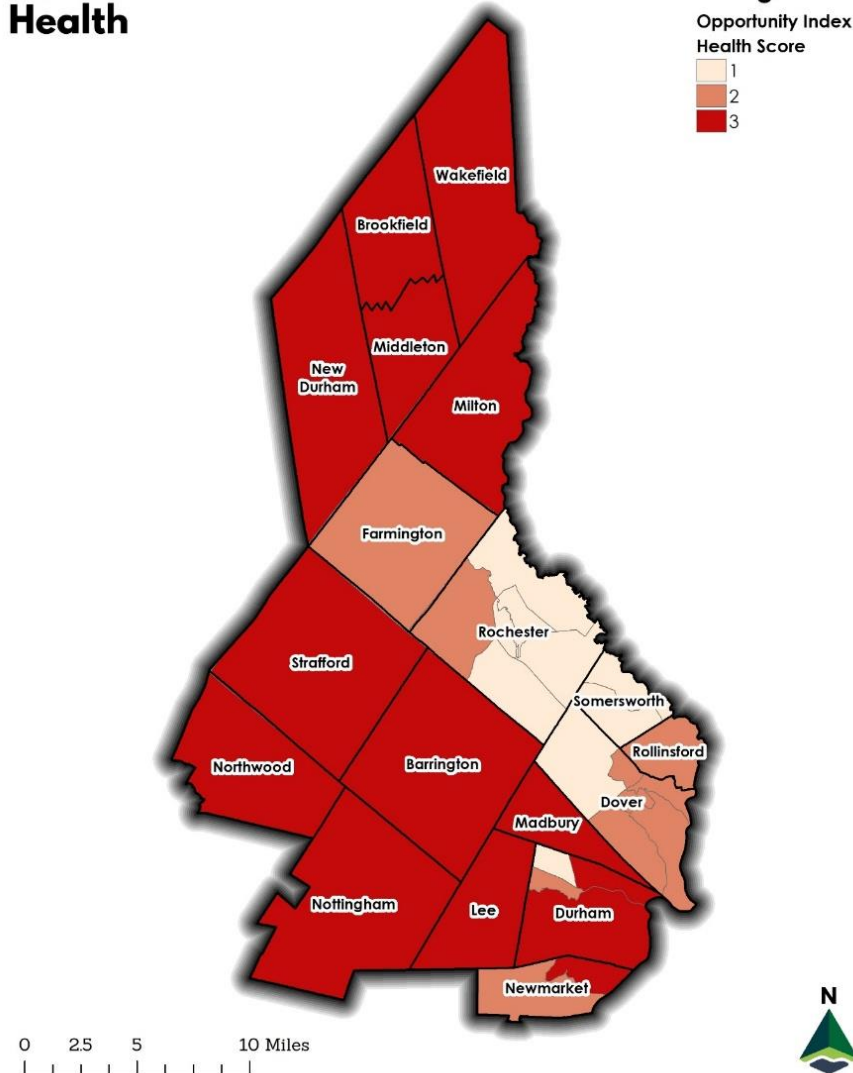 Health
Opportunity Index
Health Score
1
2
3
Wakefield
Brookfield
Middleton
New
Durham
Milton
Farmington
Rochester
Strafford
Somersworth
Rollinsford
Northwood
Barrington
Dover
Madbury
Nottingham
Lee
Durham
Newmarket
N
0 2.5 5 10 Miles